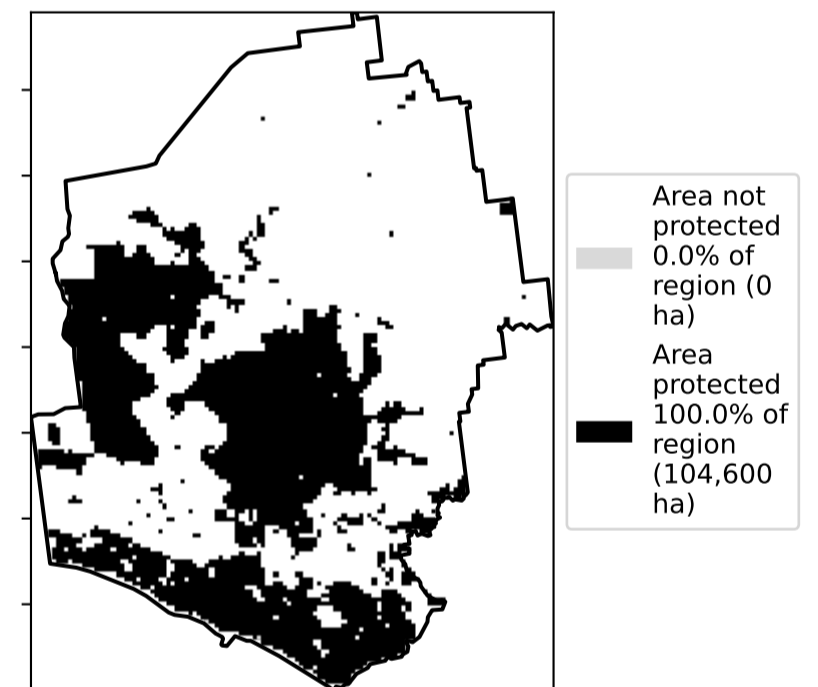 Area not
protected
0.0% of
region (0
ha)
Area
protected
100.0% of
region
(104,600
ha)